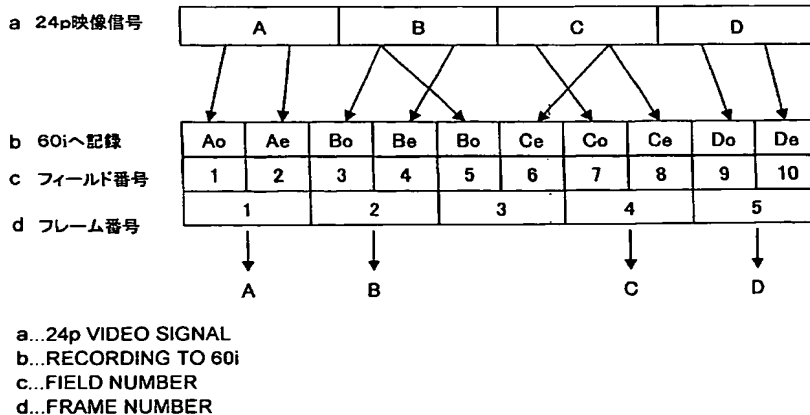 a 24p映像信号 A B C D
b 60iへ記録 Ao Ae Bo Be Bo Ce Co Ce Do De
c フィールド番号 1 2 3 4 5 6 7 8 9 10
d フレーム番号 1 2 3 4 5
A B C D
a...24p VIDEO SIGNAL
b...RECORDING TO 60i
c...FIELD NUMBER
d...FRAME NUMBER